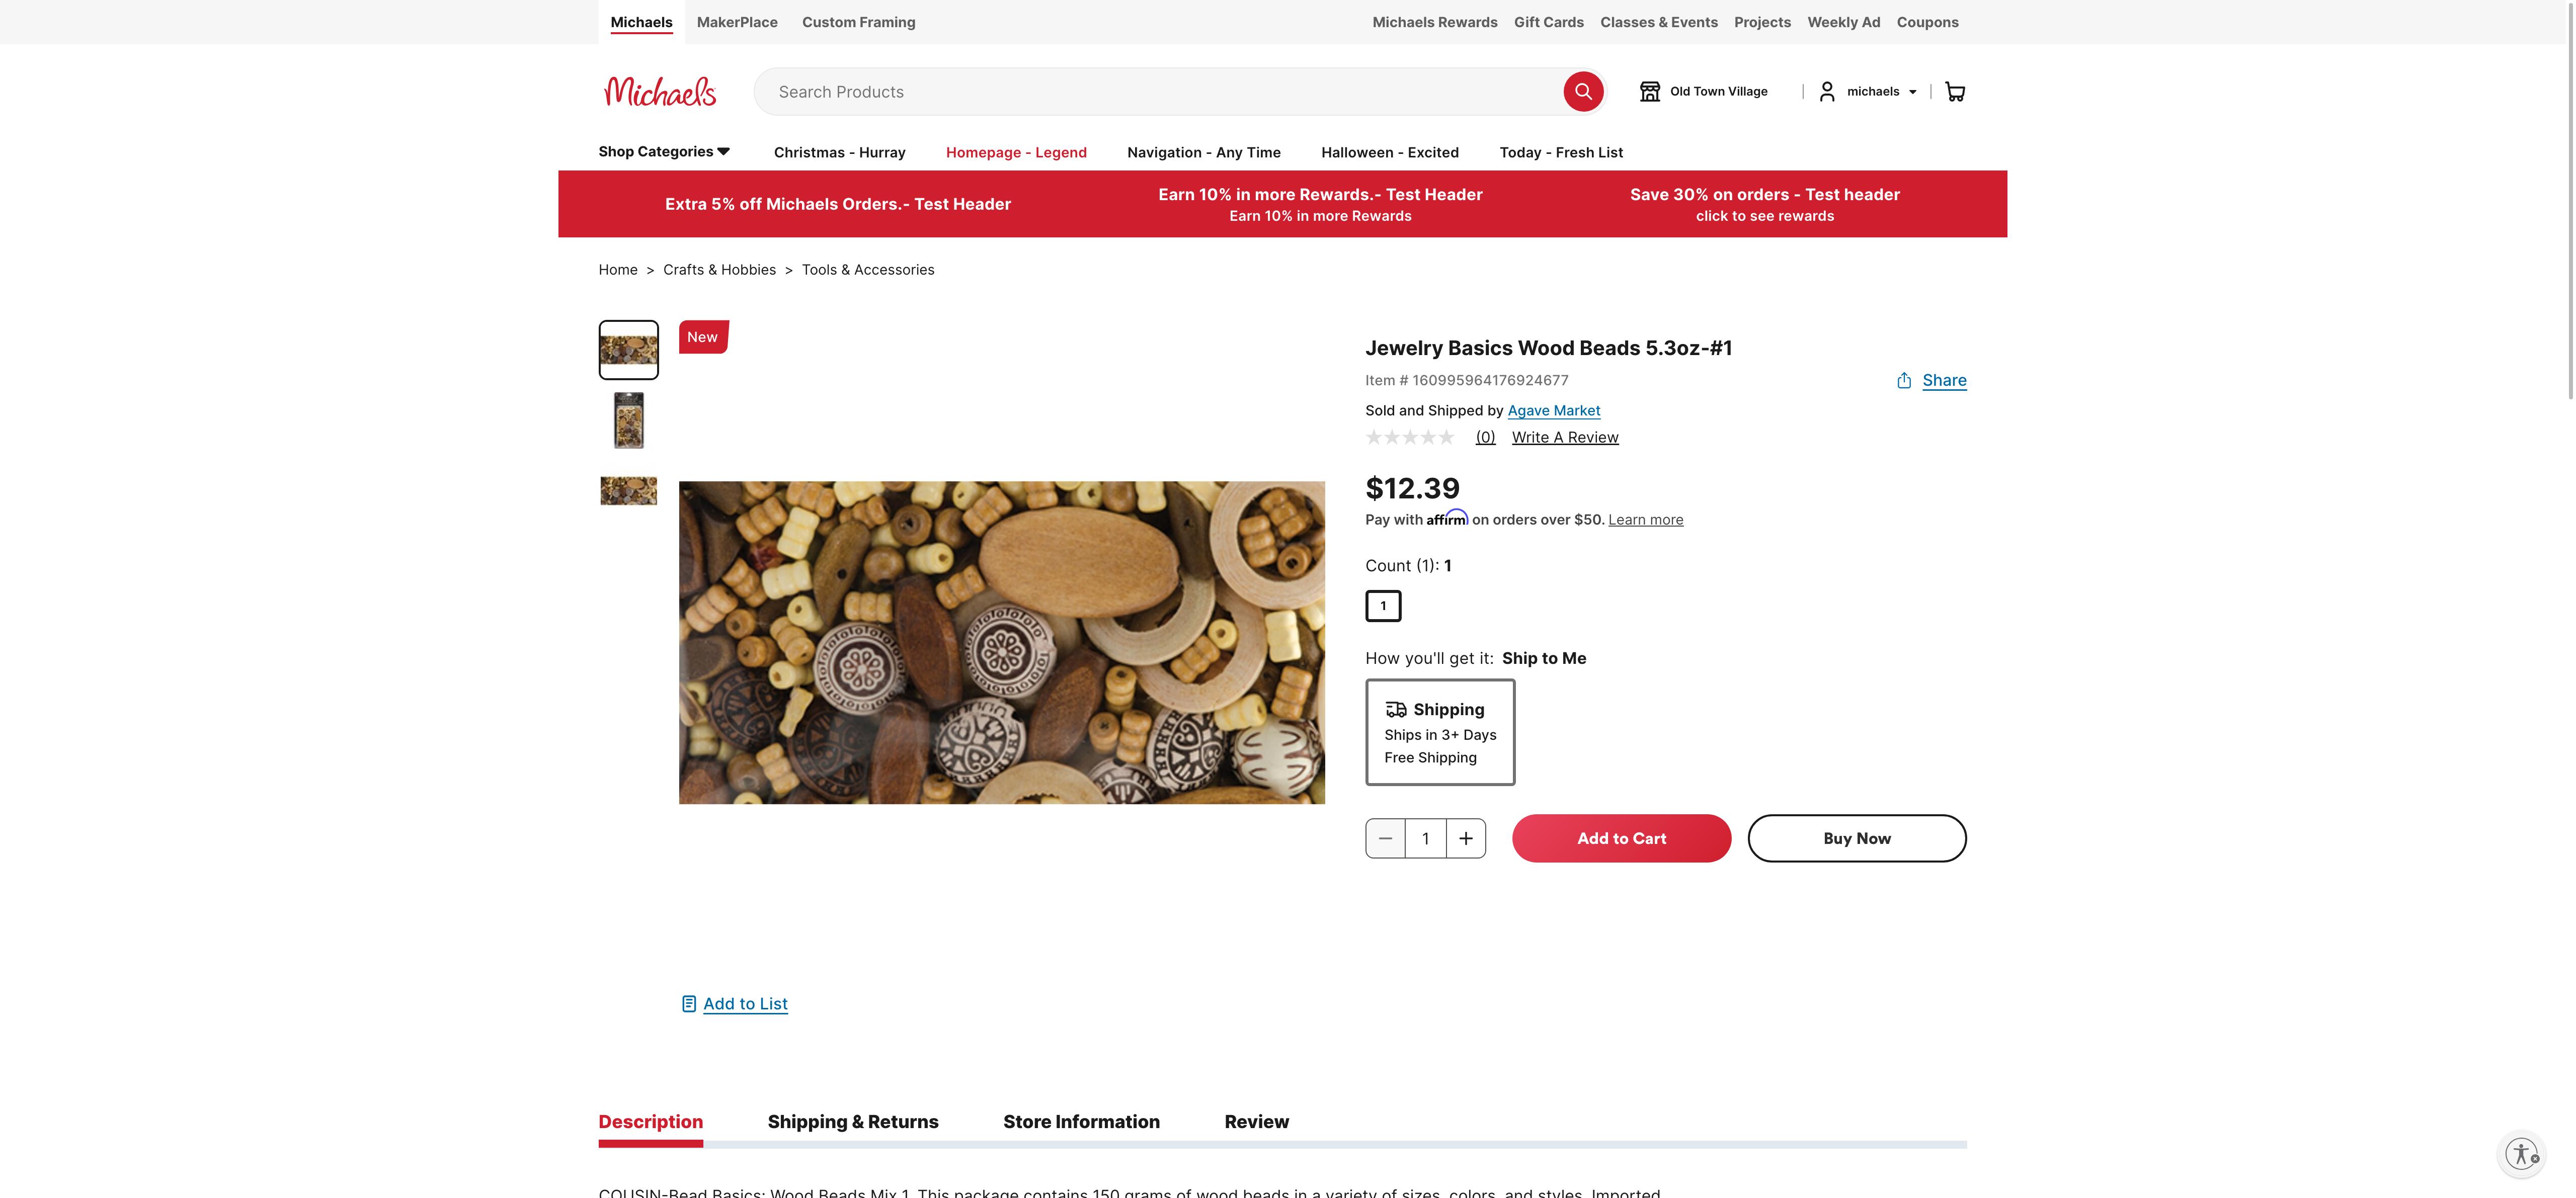 Michaels MakerPlace Custom Framing Michaels Rewards Gift Cards Classes & Events Projects Weekly Ad Coupons
Michaels Search Products Old Town Village michaels
Shop Categories Christmas - Hurray Homepage - Legend Navigation - Any Time Halloween - Excited Today - Fresh List
Extra 5% off Michaels Orders.- Test Header
Earn 10% in more Rewards.- Test Header
Earn 10% in more Rewards
Save 30% on orders - Test header
click to see rewards
Home > Crafts & Hobbies > Tools & Accessories
New
Jewelry Basics Wood Beads 5.3oz-#1
Item # 160995964176924677
Share
Sold and Shipped by Agave Market
(0) Write A Review
$12.39
Pay with affirm on orders over $50. Learn more
Count (1): 1
1
How you'll get it: Ship to Me
Shipping
Ships in 3+ Days
Free Shipping
1 Add to Cart Buy Now
Add to List
Description Shipping & Returns Store Information Review
COUSIN-Bead Basics: Wood Beads Mix 1. This package contains 150 grams of wood beads in a variety of sizes, colors, and styles. Imported.